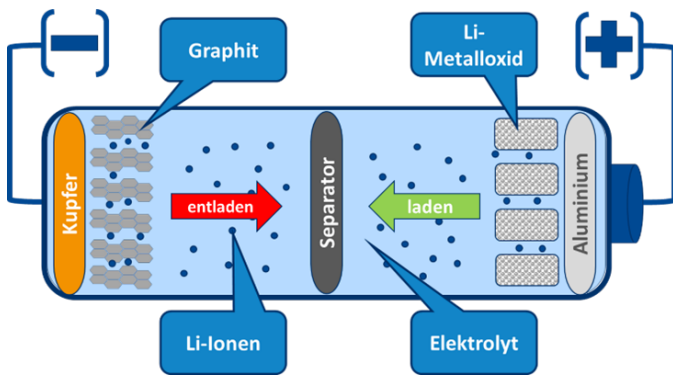 Graphit
Li-
Metalloxid
Kupfer
entladen
Separator
laden
Aluminium
Li-Ionen
Elektrolyt